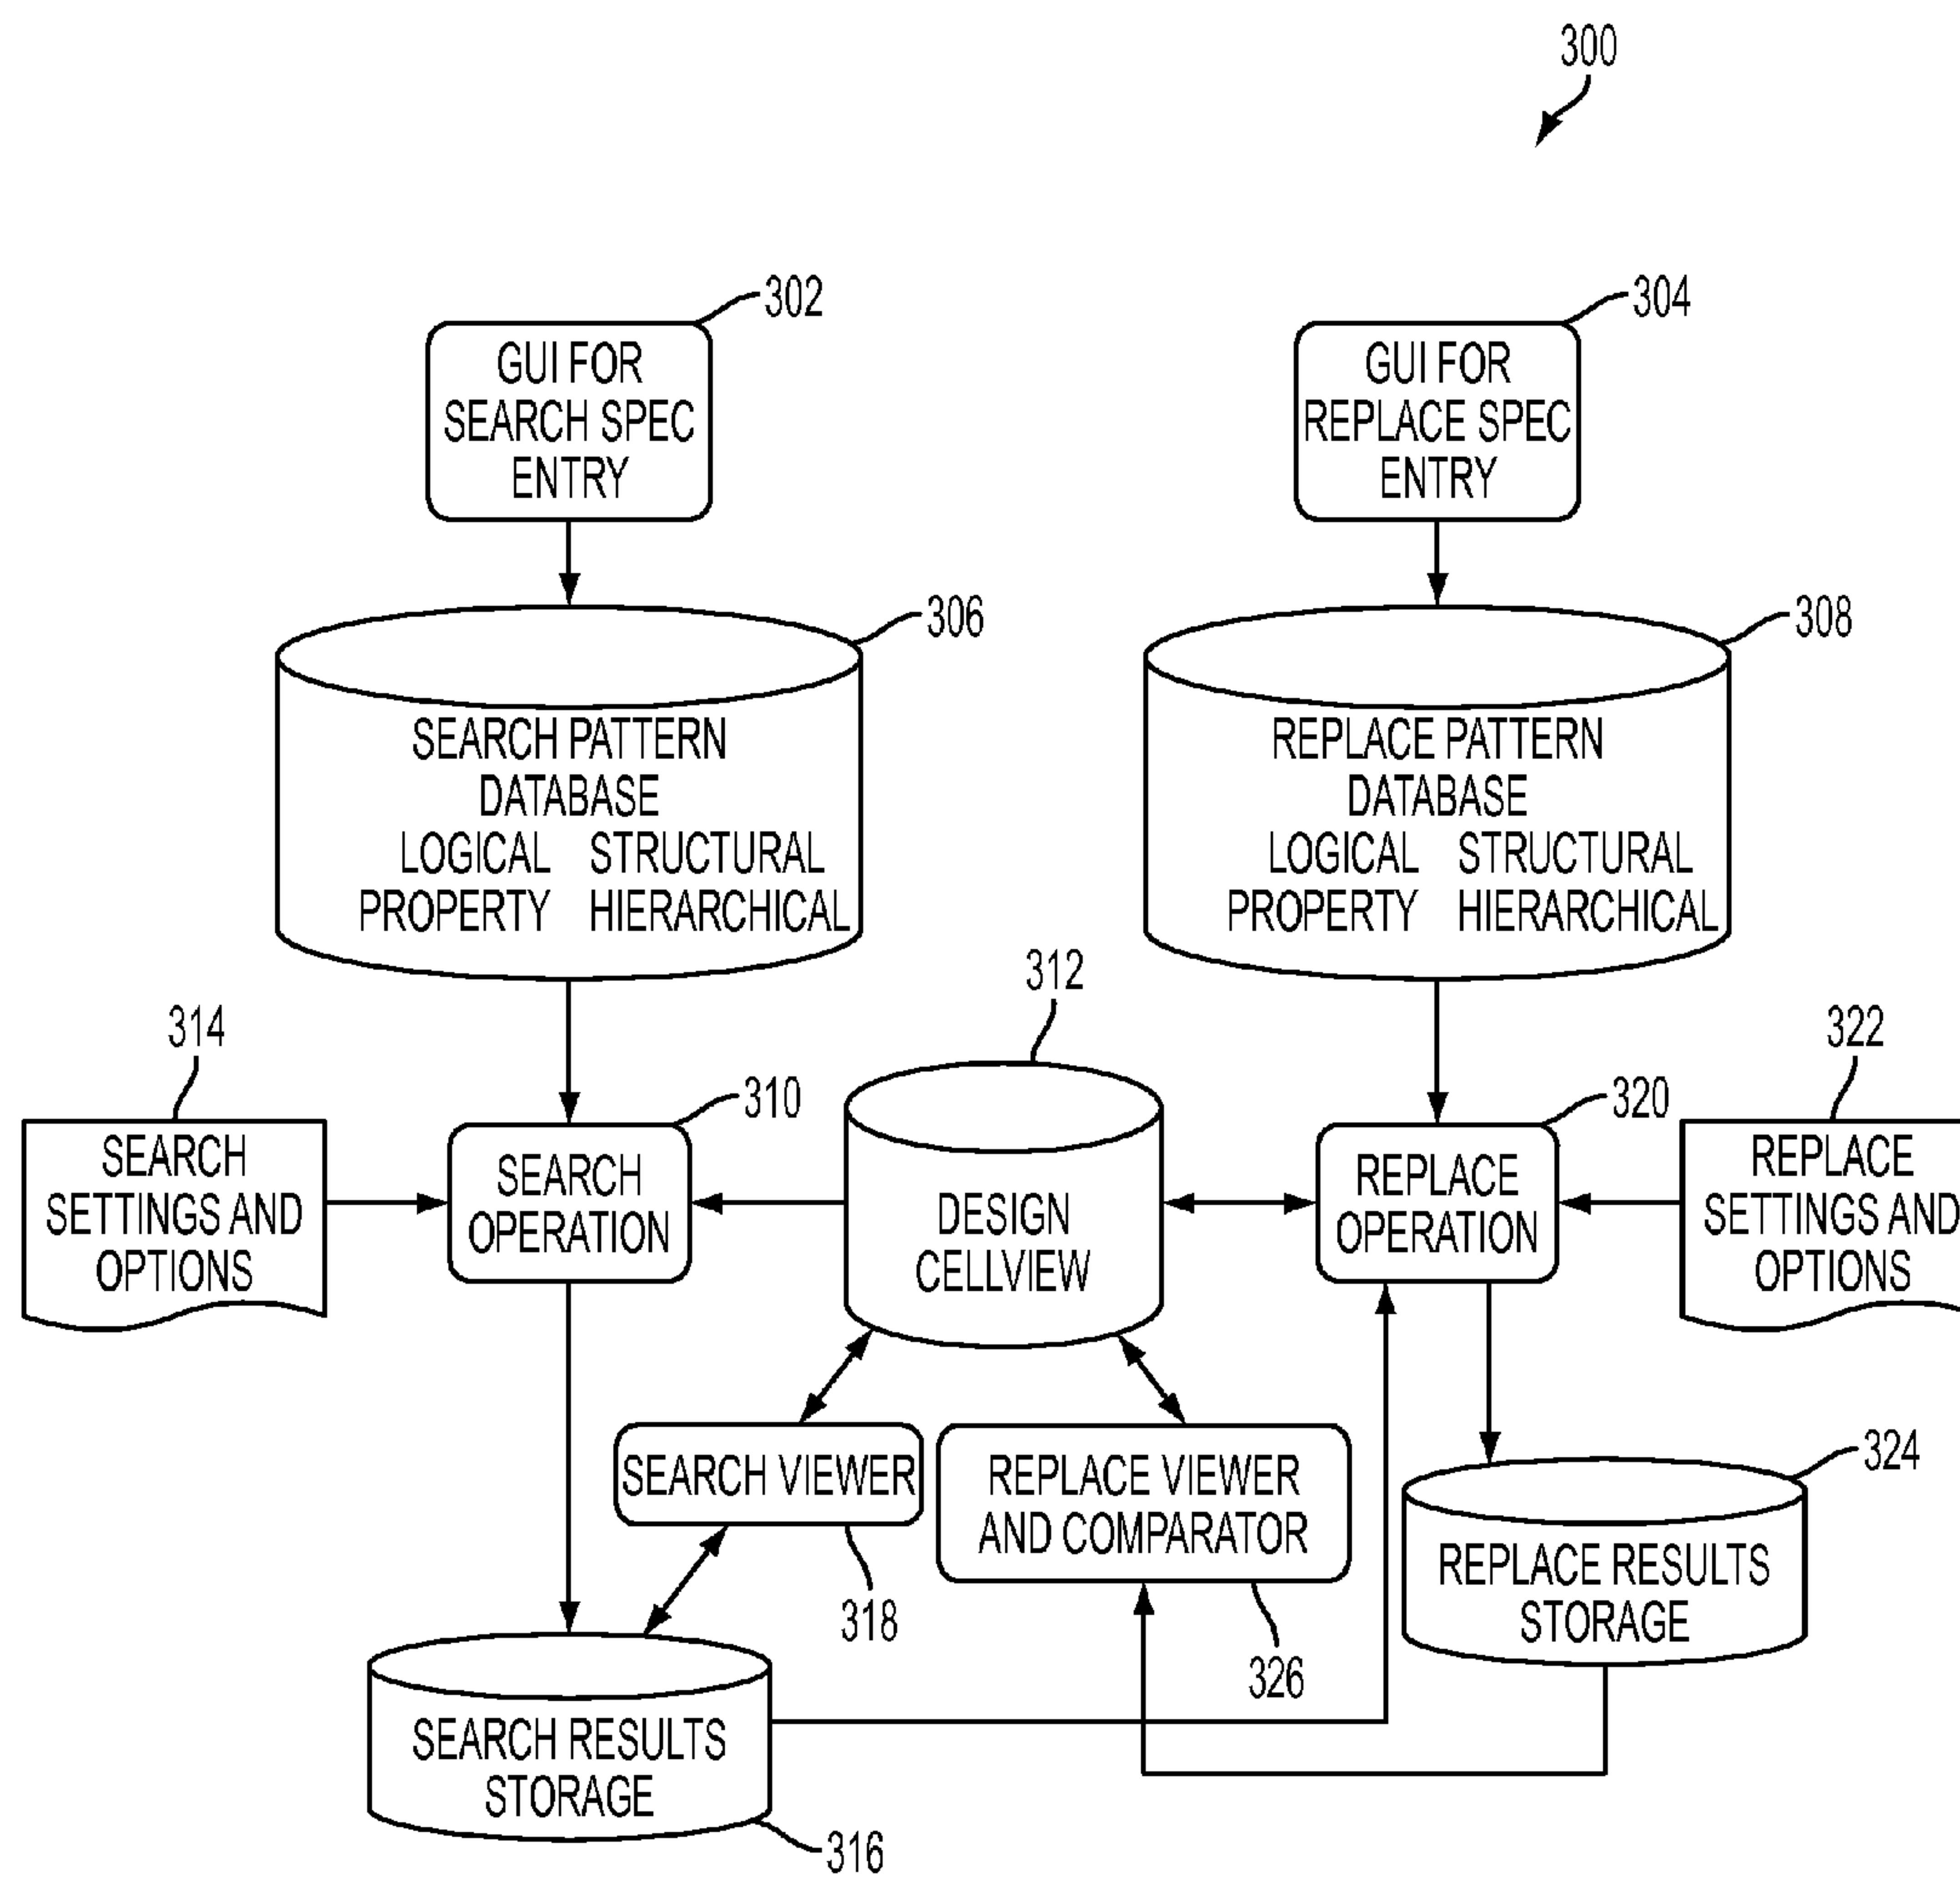 300
302
GUI FOR
SEARCH SPEC
ENTRY
304
GUI FOR
REPLACE SPEC
ENTRY
306
SEARCH PATTERN
DATABASE
LOGICAL STRUCTURAL
PROPERTY HIERARCHICAL
308
REPLACE PATTERN
DATABASE
LOGICAL STRUCTURAL
PROPERTY HIERARCHICAL
312
314
SEARCH
SETTINGS AND
OPTIONS
310
SEARCH
OPERATION
DESIGN
CELLVIEW
320
REPLACE
OPERATION
322
REPLACE
SETTINGS AND
OPTIONS
SEARCH VIEWER
318
REPLACE VIEWER
AND COMPARATOR
326
324
REPLACE RESULTS
STORAGE
SEARCH RESULTS
STORAGE
316